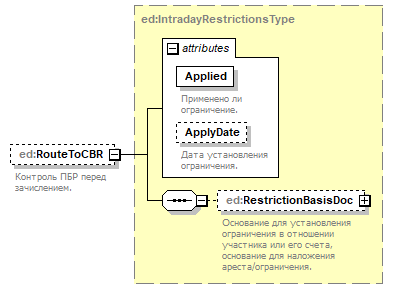 ed:IntradayRestrictionsType
attributes
Applied
Применено ли
ограничение.
ApplyDate
Дата установления
ограничения.
ed:RouteToCBR
Контроль ПБР перед
зачислением.
ed:RestrictionBasisDoc
Основание для установления
ограничения в отношении
участника или его счета,
основание для наложения
ареста/ограничения.